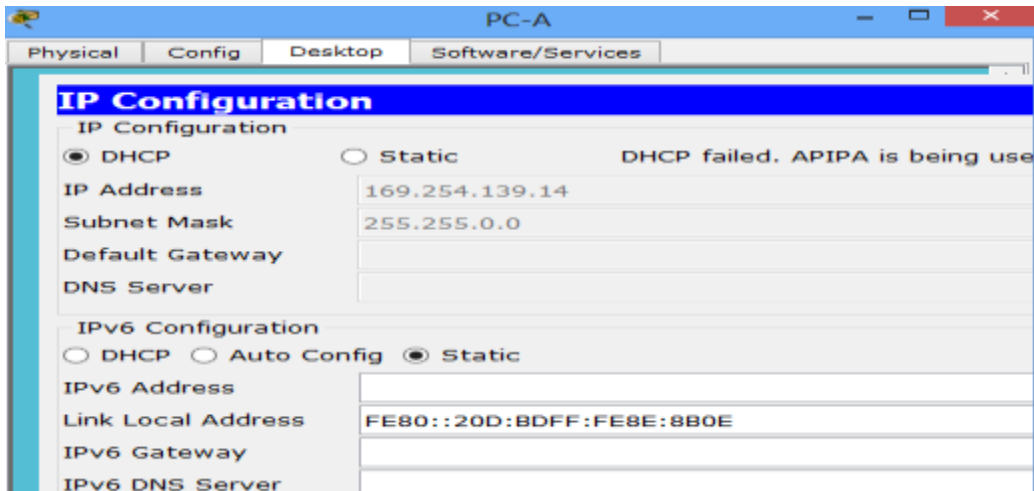 PC-A
Physical Config Desktop Software/Services
IP Configuration
IP Configuration
DHCP Static DHCP failed. APIPA is being use
IP Address 169.254.139.14
Subnet Mask 255.255.0.0
Default Gateway
DNS Server
IPv6 Configuration
DHCP Auto Config Static
IPv6 Address
Link Local Address FE80::20D:BDFF:FE8E:8B0E
IPv6 Gateway
IPv6 DNS Server